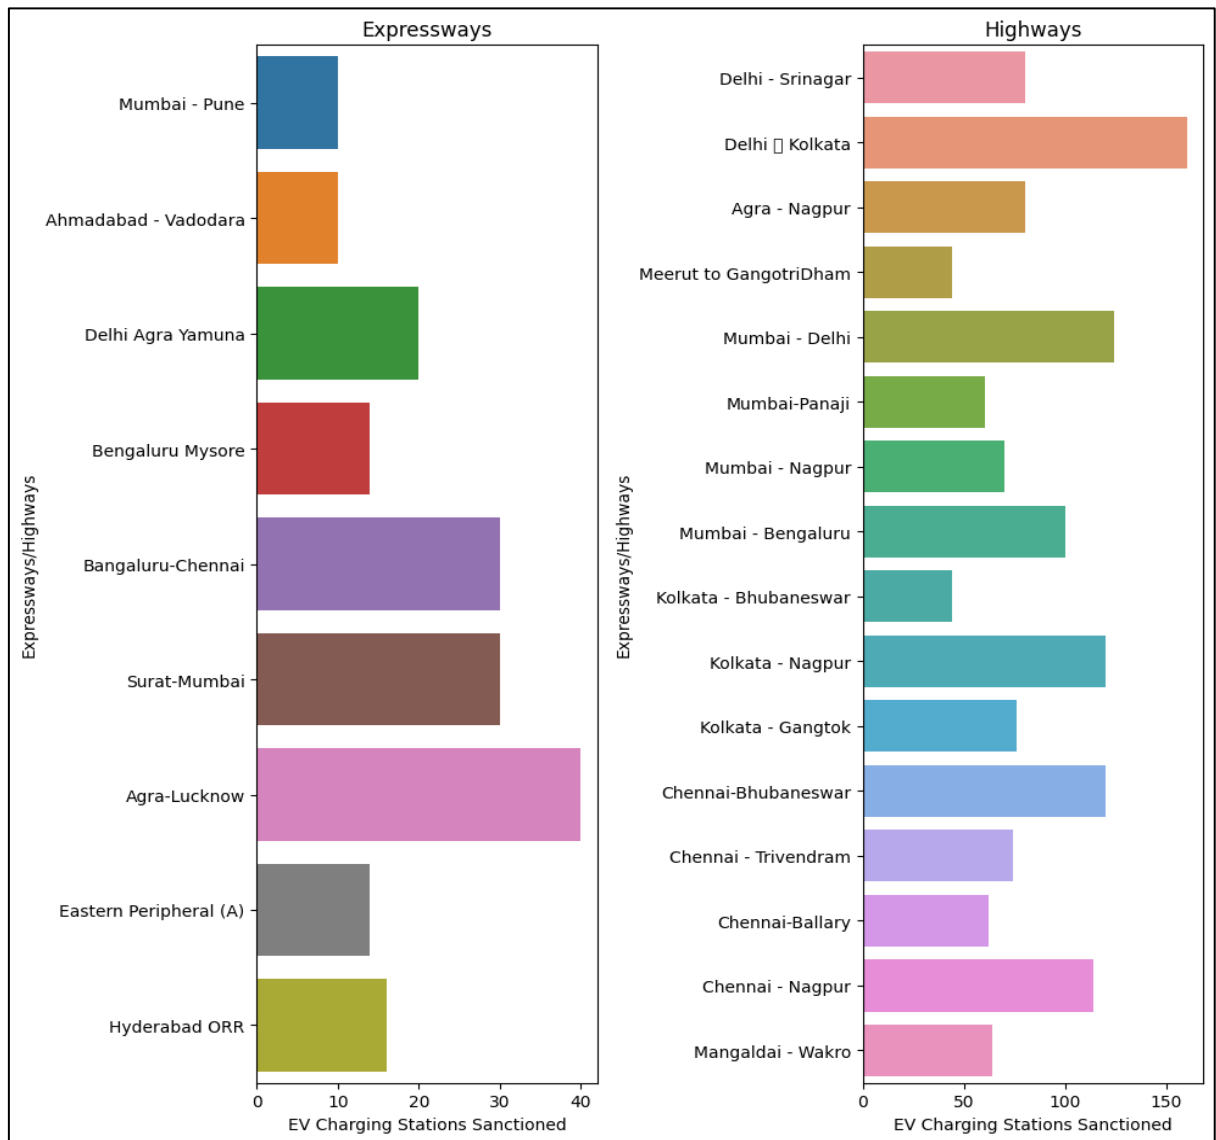 Expressways
Expressways/Highways
Mumbai - Pune
Ahmadabad - Vadodara
Delhi Agra Yamuna
Bengaluru Mysore
Bangaluru-Chennai
Surat-Mumbai
Agra-Lucknow
Eastern Peripheral (A)
Hyderabad ORR
0 10 20 30 40
EV Charging Stations Sanctioned
Highways
Expressways/Highways
Delhi - Srinagar
Delhi ▯ Kolkata
Agra - Nagpur
Meerut to GangotriDham
Mumbai - Delhi
Mumbai-Panaji
Mumbai - Nagpur
Mumbai - Bengaluru
Kolkata - Bhubaneswar
Kolkata - Nagpur
Kolkata - Gangtok
Chennai-Bhubaneswar
Chennai - Trivendram
Chennai-Ballary
Chennai - Nagpur
Mangaldai - Wakro
0 50 100 150
EV Charging Stations Sanctioned